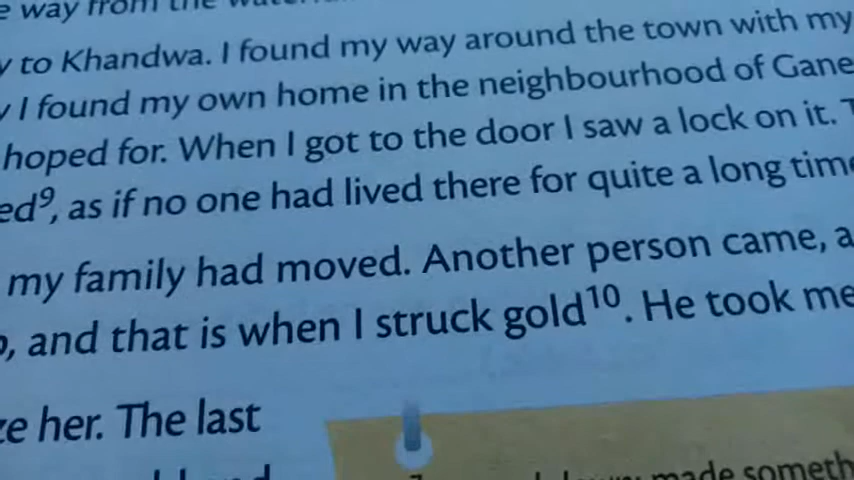 way from the
to Khandwa. I found my way around the town with my
I found my own home in the neighbourhood of Gane
hoped for. When I got to the door I saw a lock on it.
ed⁹, as if no one had lived there for quite a long time
my family had moved. Another person came, a
, and that is when I struck gold¹⁰. He took me
ze her. The last
made someth